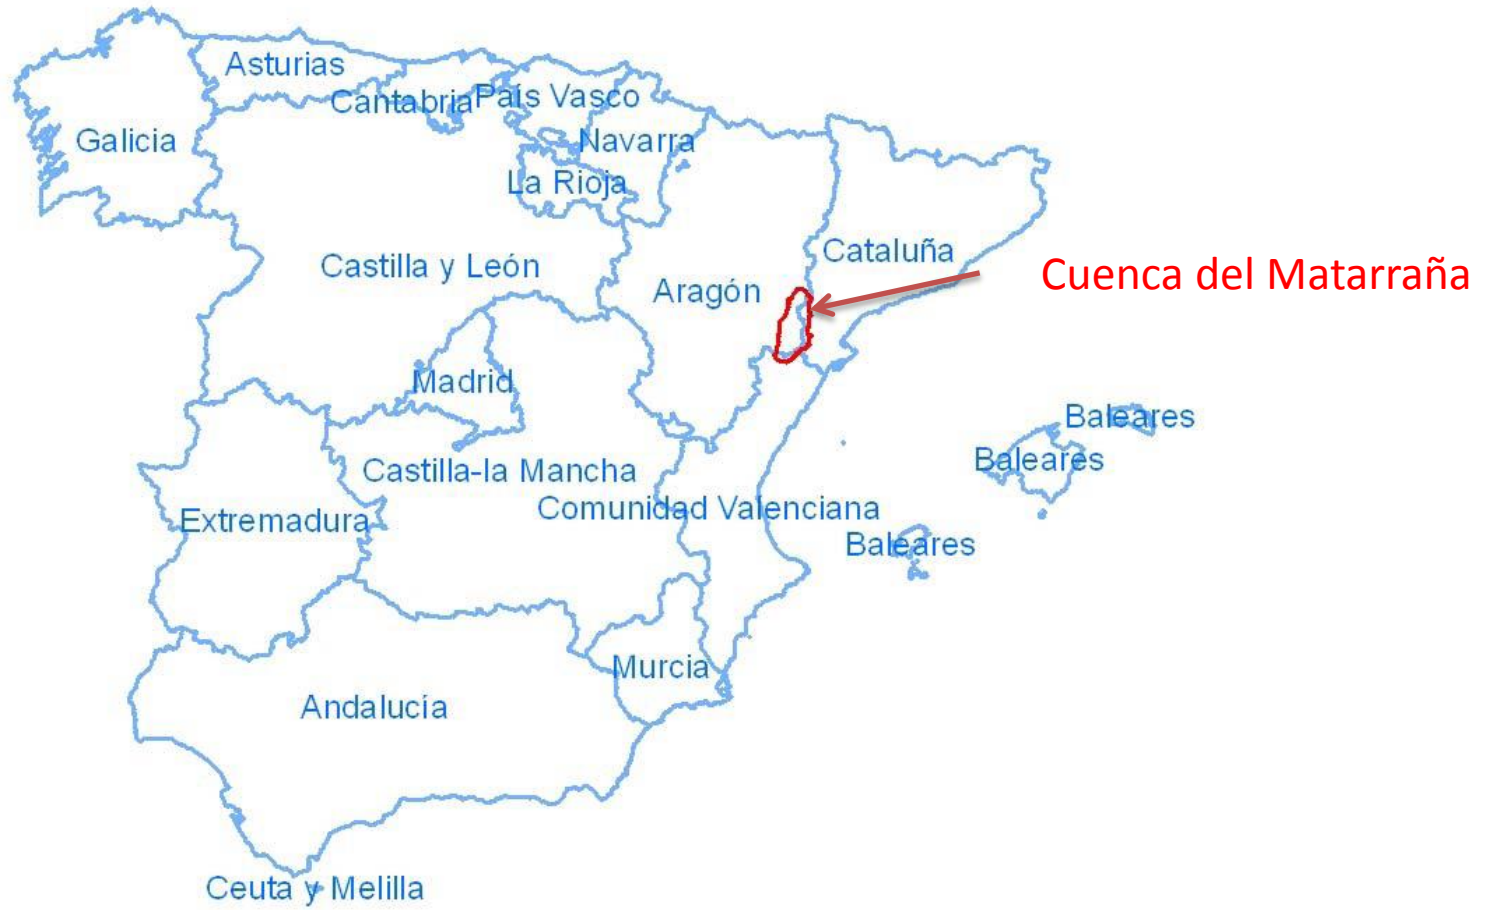 Asturias
Cantabria
País Vasco
Galicia
Navarra
La Rioja
Cataluña
Castilla y León
Cuenca del Matarraña
Aragón
Madrid
Baleares
Baleares
Castilla-la Mancha
Comunidad Valenciana
Extremadura
Baleares
Murcia
Andalucía
Ceuta y Melilla